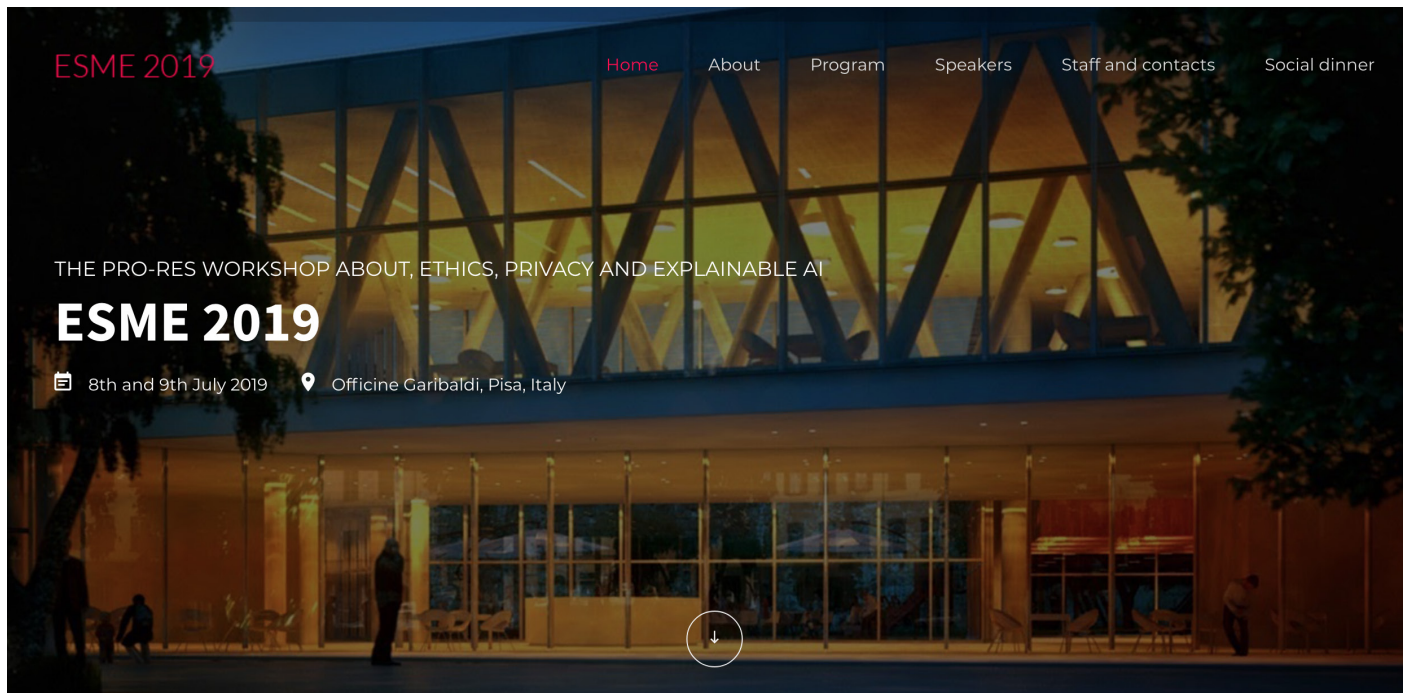 ESME 2019
Home About Program Speakers Staff and contacts Social dinner
THE PRO-RES WORKSHOP ABOUT, ETHICS, PRIVACY AND EXPLAINABLE AI
ESME 2019
8th and 9th July 2019 Officine Garibaldi, Pisa, Italy